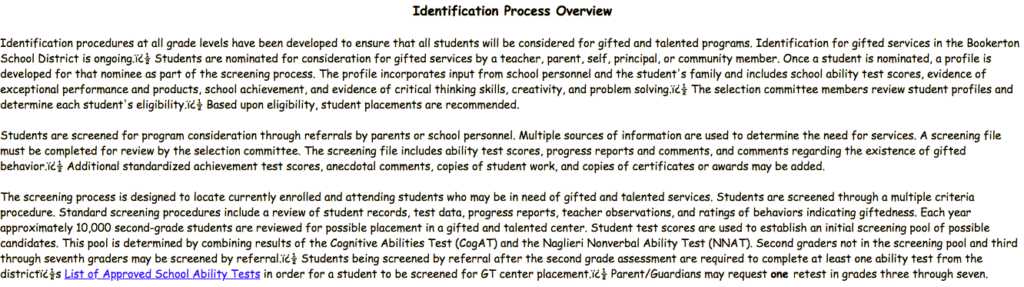 Identification Process Overview
Identification procedures at all grade levels have been developed to ensure that all students will be considered for gifted and talented programs. Identification for gifted services in the Bookerton
School District is ongoing.ï¿½ Students are nominated for consideration for gifted services by a teacher, parent, self, principal, or community member. Once a student is nominated, a profile is
developed for that nominee as part of the screening process. The profile incorporates input from school personnel and the student's family and includes school ability test scores, evidence of
exceptional performance and products, school achievement, and evidence of critical thinking skills, creativity, and problem solving.ï¿½ The selection committee members review student profiles and
determine each student's eligibility.ï¿½ Based upon eligibility, student placements are recommended.
Students are screened for program consideration through referrals by parents or school personnel. Multiple sources of information are used to determine the need for services. A screening file
must be completed for review by the selection committee. The screening file includes ability test scores, progress reports and comments, and comments regarding the existence of gifted
behavior.ï¿½ Additional standardized achievement test scores, anecdotal comments, copies of student work, and copies of certificates or awards may be added.
The screening process is designed to locate currently enrolled and attending students who may be in need of gifted and talented services. Students are screened through a multiple criteria
procedure. Standard screening procedures include a review of student records, test data, progress reports, teacher observations, and ratings of behaviors indicating giftedness. Each year
approximately 10,000 second-grade students are reviewed for possible placement in a gifted and talented center. Student test scores are used to establish an initial screening pool of possible
candidates. This pool is determined by combining results of the Cognitive Abilities Test (CogAT) and the Naglieri Nonverbal Ability Test (NNAT). Second graders not in the screening pool and third
through seventh graders may be screened by referral.ï¿½ Students being screened by referral after the second grade assessment are required to complete at least one ability test from the
districtï¿½s List of Approved School Ability Tests in order for a student to be screened for GT center placement.ï¿½ Parent/Guardians may request one retest in grades three through seven.